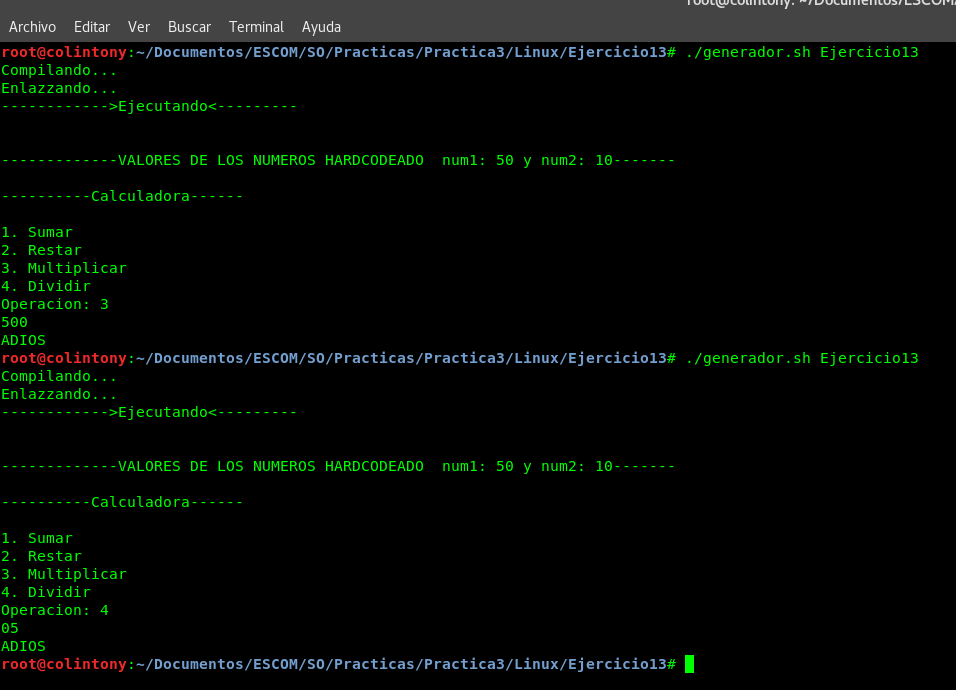 root@colintony: ~/Documentos/ESCOM/
Archivo Editar Ver Buscar Terminal Ayuda
root@colintony:~/Documentos/ESCOM/SO/Practicas/Practica3/Linux/Ejercicio13# ./generador.sh Ejercicio13
Compilando...
Enlazzando...
------------>Ejecutando<---------
-------------VALORES DE LOS NUMEROS HARDCODEADO  num1: 50 y num2: 10-------
----------Calculadora------
1. Sumar
2. Restar
3. Multiplicar
4. Dividir
Operacion: 3
500
ADIOS
root@colintony:~/Documentos/ESCOM/SO/Practicas/Practica3/Linux/Ejercicio13# ./generador.sh Ejercicio13
Compilando...
Enlazzando...
------------>Ejecutando<---------
-------------VALORES DE LOS NUMEROS HARDCODEADO  num1: 50 y num2: 10-------
----------Calculadora------
1. Sumar
2. Restar
3. Multiplicar
4. Dividir
Operacion: 4
05
ADIOS
root@colintony:~/Documentos/ESCOM/SO/Practicas/Practica3/Linux/Ejercicio13#